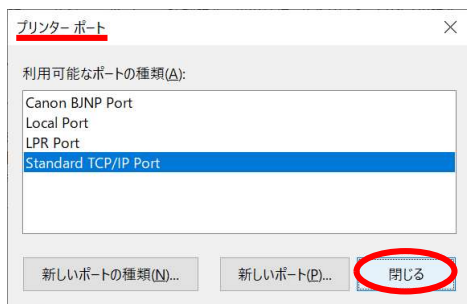 プリンター ポート
利用可能なポートの種類(A):
Canon BJNP Port
Local Port
LPR Port
Standard TCP/IP Port
新しいポートの種類(N)... 新しいポート(P)... 閉じる